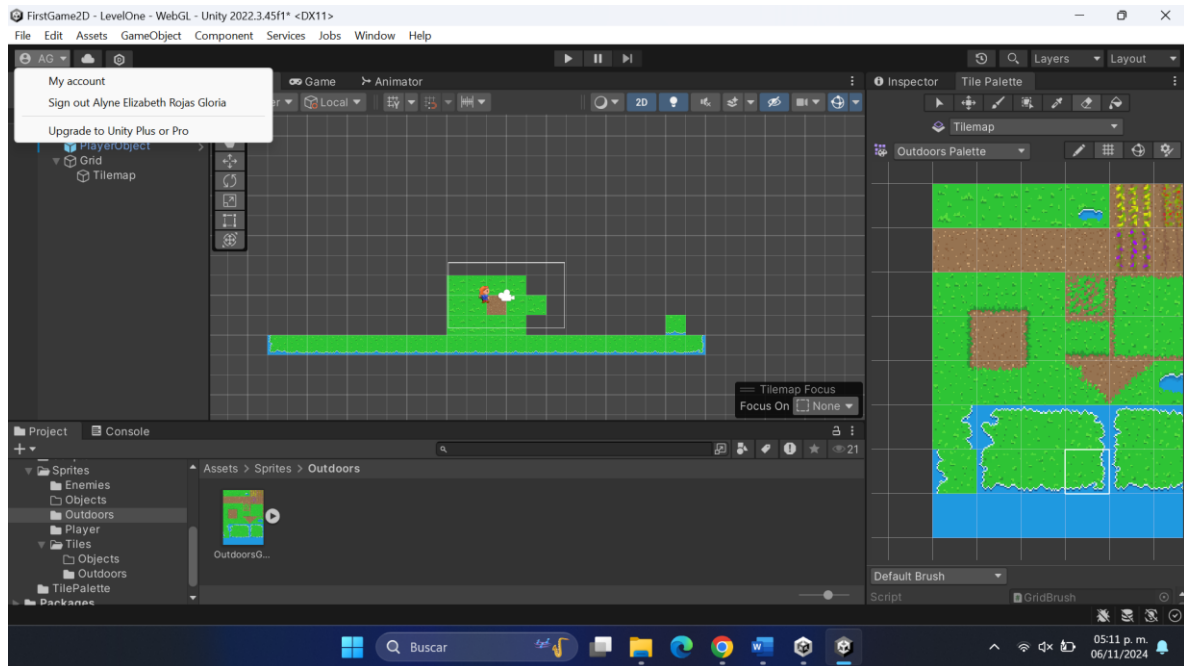 FirstGame2D - LevelOne - WebGL - Unity 2022.3.45f1* <DX11>
File Edit Assets GameObject Component Services Jobs Window Help
AG
Layers Layout
My account
Sign out Alyne Elizabeth Rojas Gloria
Upgrade to Unity Plus or Pro
Game Animator
Local 2D
PlayerObject
Grid
Tilemap
Tilemap Focus
Focus On None
Inspector Tile Palette
Tilemap
Outdoors Palette
Default Brush
Script GridBrush
Project Console
21
Sprites
Enemies
Objects
Outdoors
Player
Tiles
Objects
Outdoors
TilePalette
Packages
Assets > Sprites > Outdoors
OutdoorsG...
Buscar
05:11 p. m.
06/11/2024